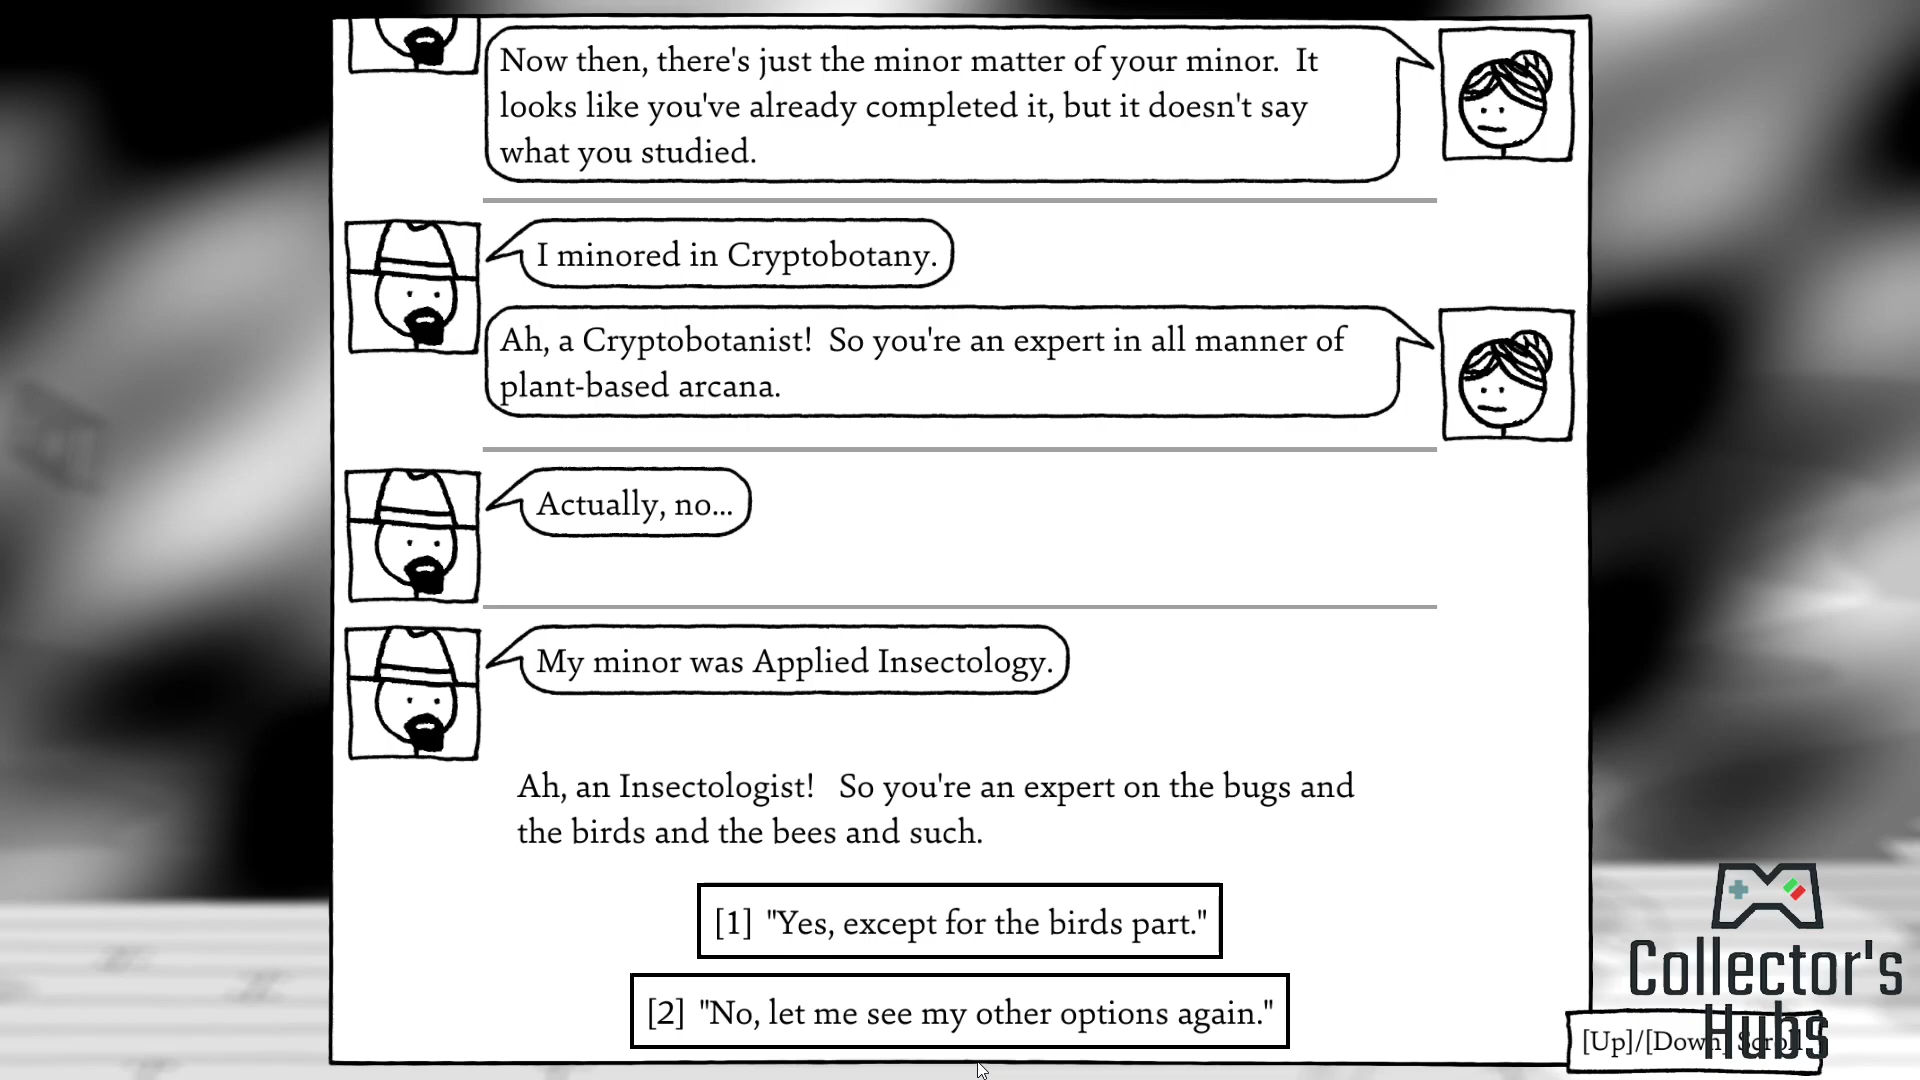 Now then, there's just the minor matter of your minor.  It
looks like you've already completed it, but it doesn't say
what you studied.
I minored in Cryptobotany.
Ah, a Cryptobotanist!  So you're an expert in all manner of
plant-based arcana.
Actually, no...
My minor was Applied Insectology.
Ah, an Insectologist!   So you're an expert on the bugs and
the birds and the bees and such.
[1] "Yes, except for the birds part."
[2] "No, let me see my other options again."
Collector's
Hubs
[Up]/[Down] Scroll